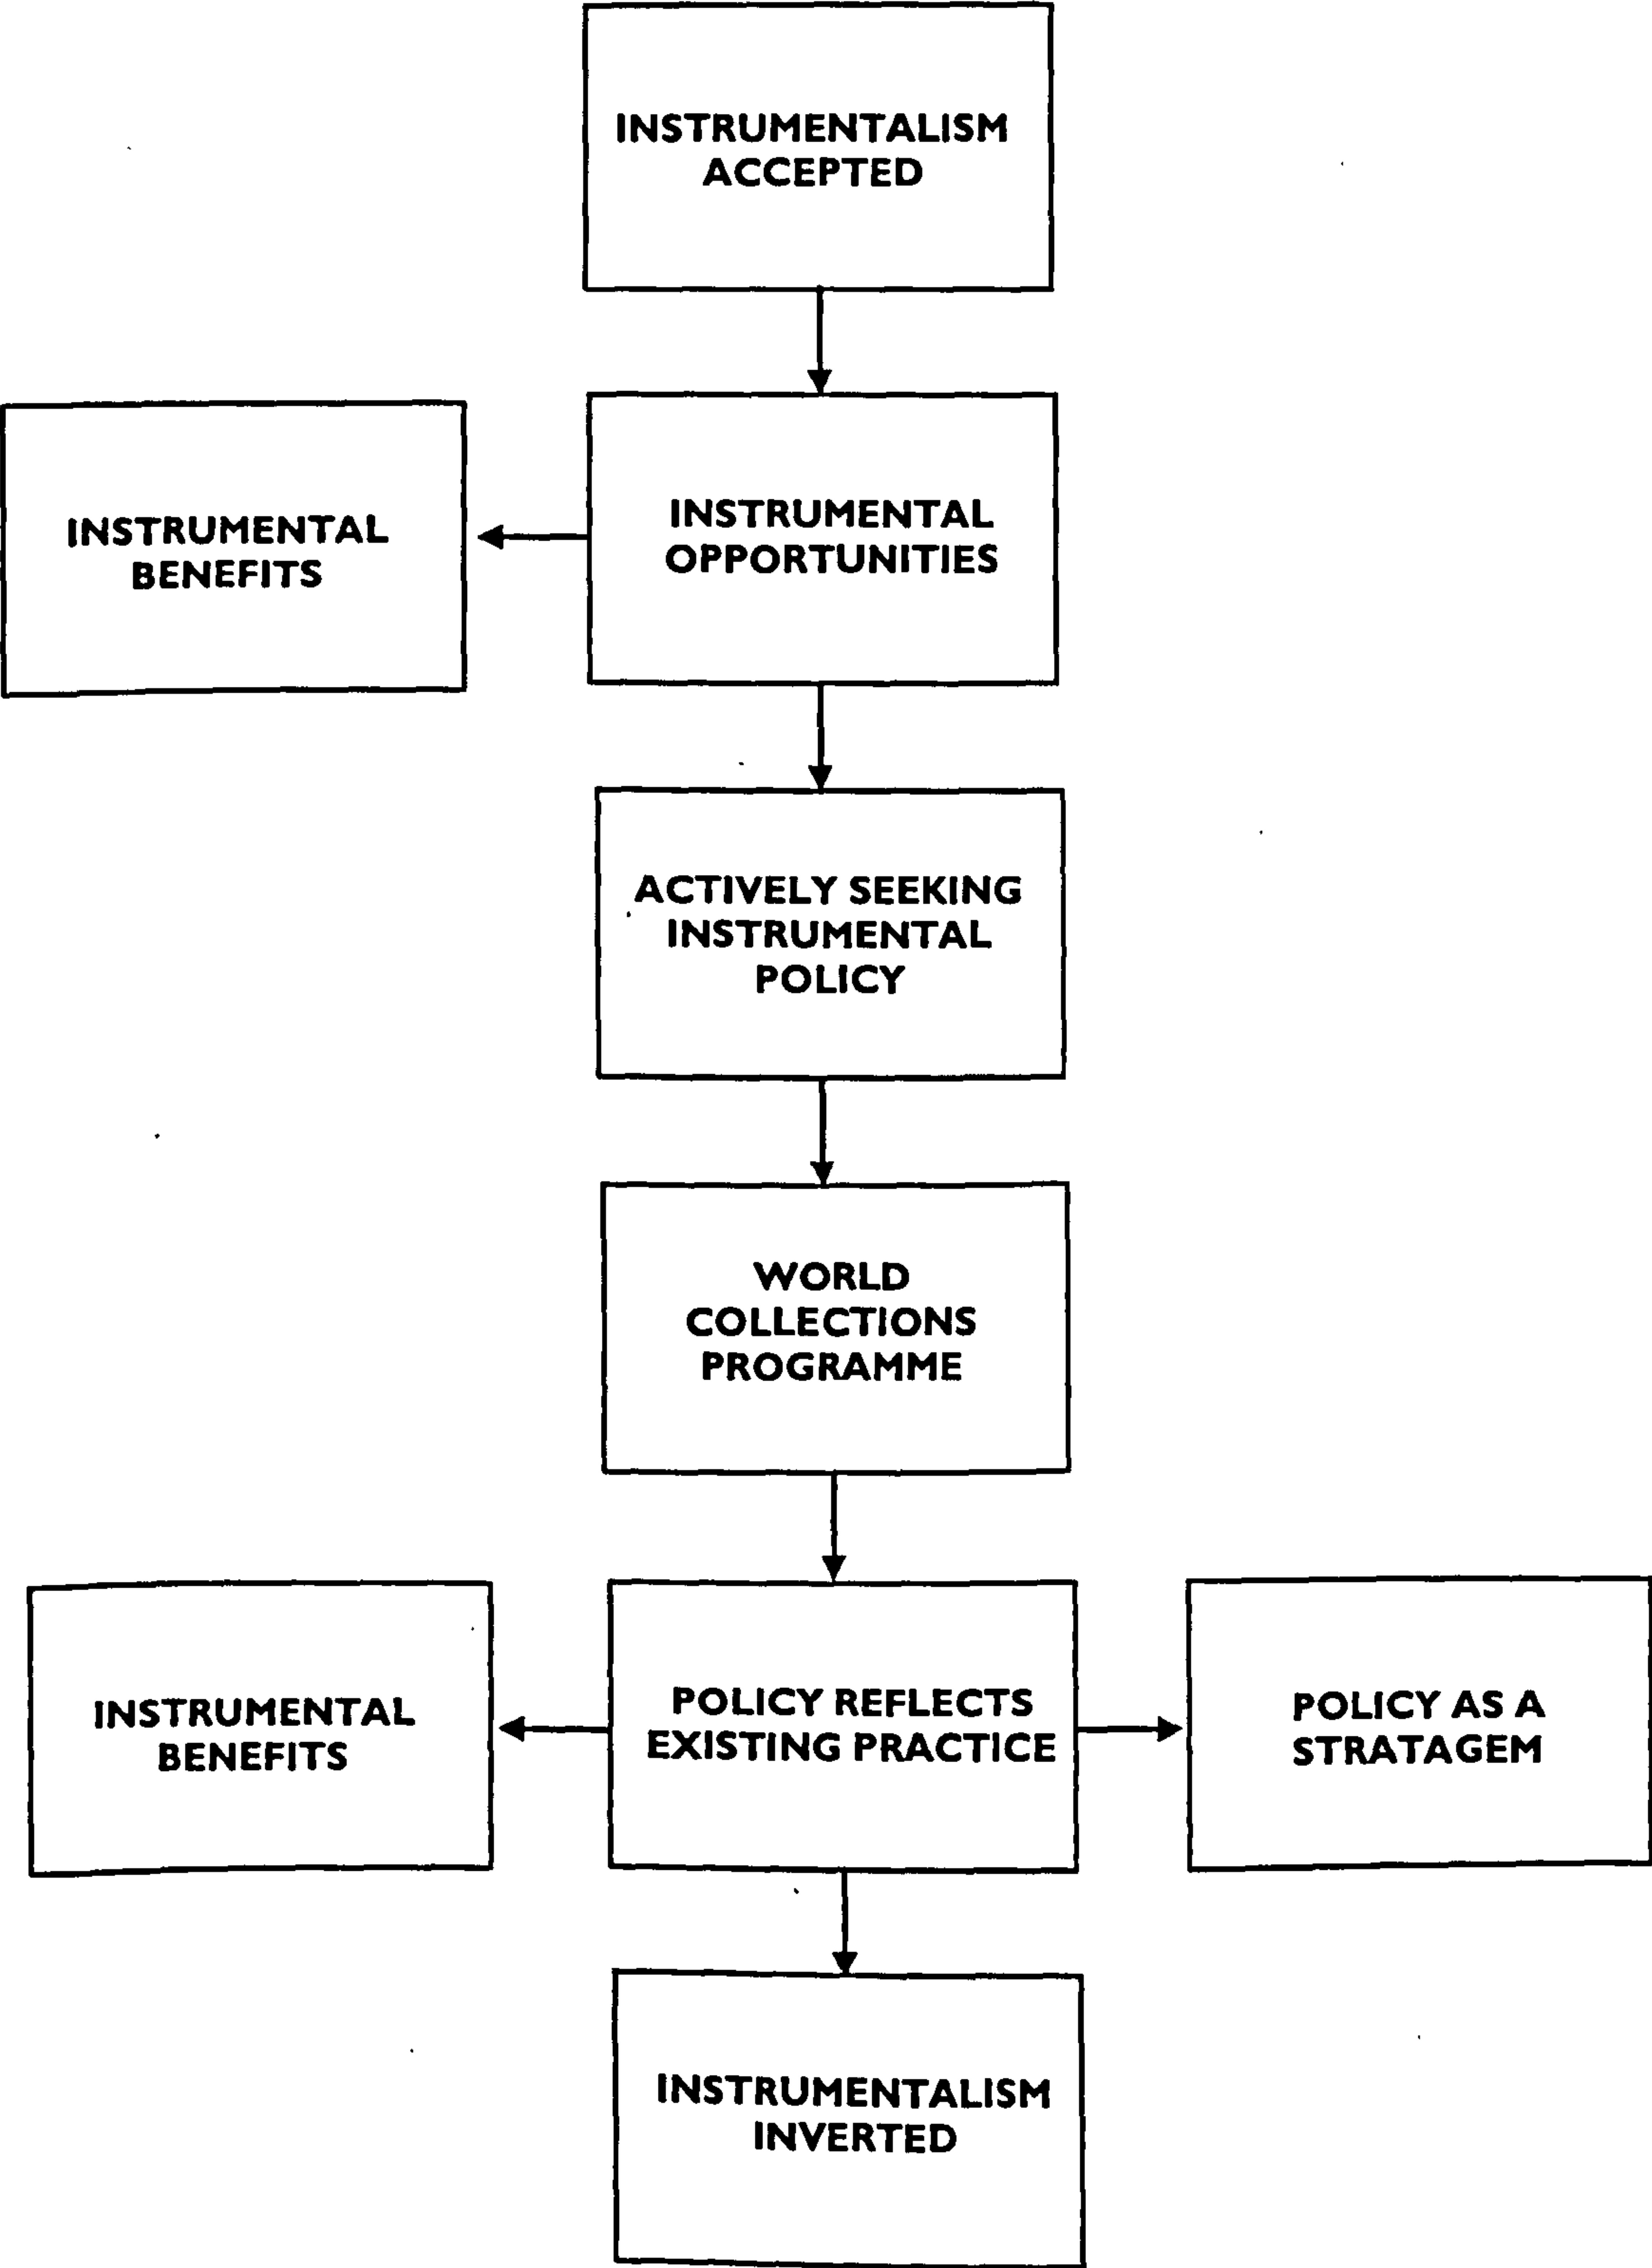 INSTRUMENTALISM
ACCEPTED
INSTRUMENTAL
BENEFITS
INSTRUMENTAL
OPPORTUNITIES
ACTIVELY SEEKING
INSTRUMENTAL
POLICY
WORLD
COLLECTIONS
PROGRAMME
INSTRUMENTAL
BENEFITS
POLICY REFLECTS
EXISTING PRACTICE
POLICY AS A
STRATAGEM
INSTRUMENTALISM
INVERTED